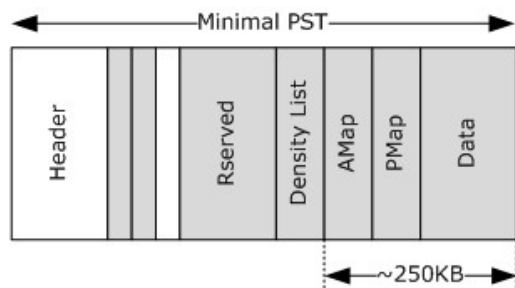 Minimal PST
Header
Rserved
Density List
AMap
PMap
Data
~250KB